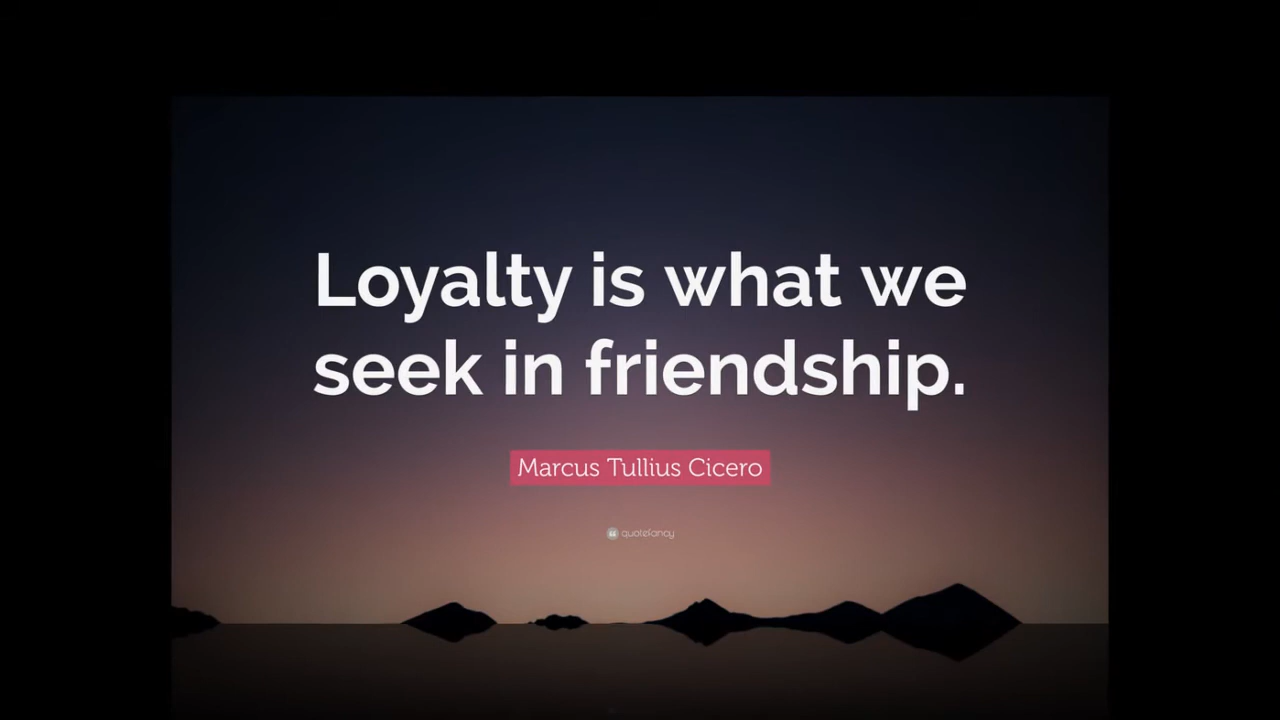 Loyalty is what we
seek in friendship.
Marcus Tullius Cicero
quotefancy